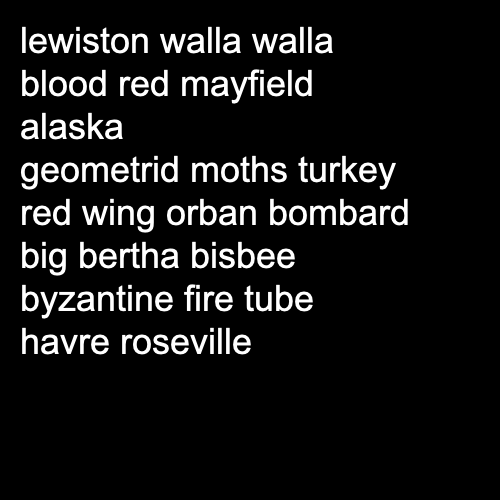 lewiston walla walla
blood red mayfield
alaska
geometrid moths turkey
red wing orban bombard
big bertha bisbee
byzantine fire tube
havre roseville